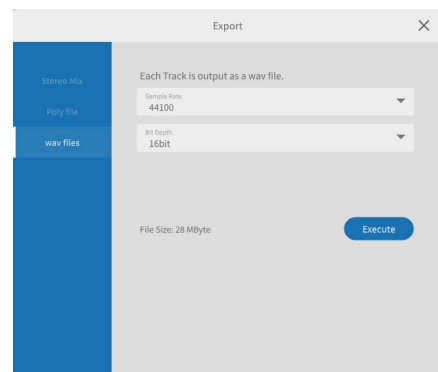 Export
Stereo Mix
Poly file
wav files
Each Track is output as a wav file.
Sample Rate
44100
Bit Depth
16bit
File Size: 28 MByte
Execute